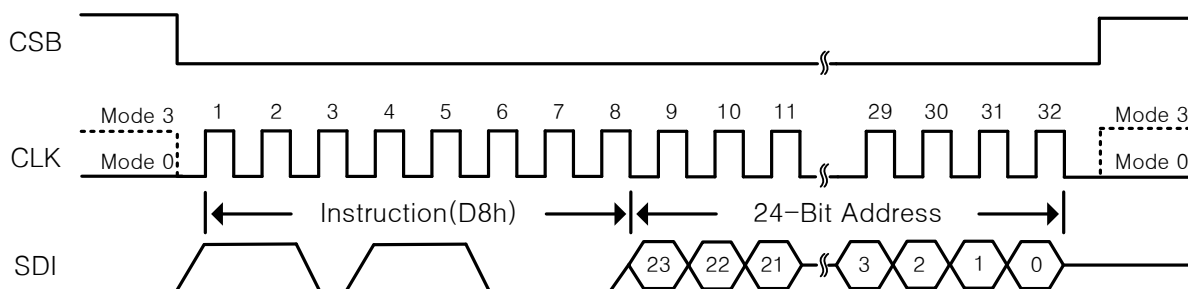 CSB
1 2 3 4 5 6 7 8 9 10 11 29 30 31 32
Mode 3 Mode 3
CLK
Mode 0 Mode 0
Instruction(D8h) 24-Bit Address
SDI 23 22 21 3 2 1 0